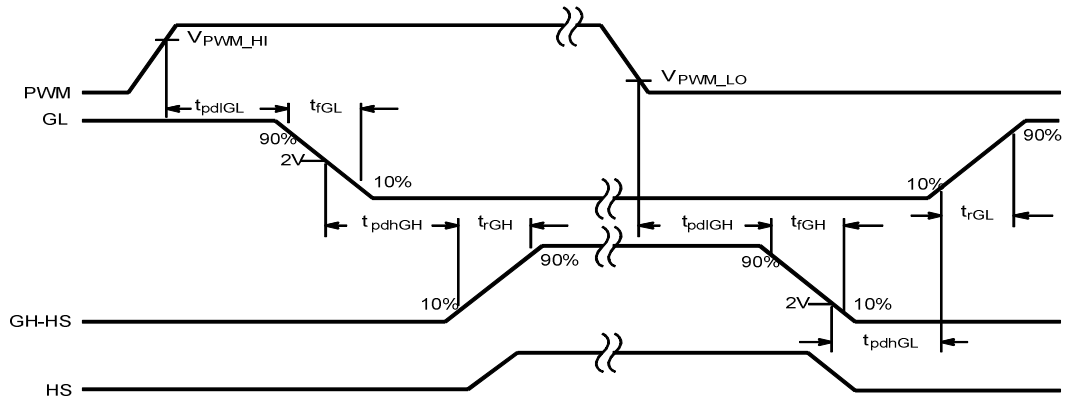 VPWM_HI
VPWM_LO
PWM
tpdlGL
tfGL
GL
90%
90%
2V
10%
10%
tpdhGH
trGH
tpdlGH
tfGH
trGL
90%
90%
10%
2V
10%
GH-HS
tpdhGL
HS